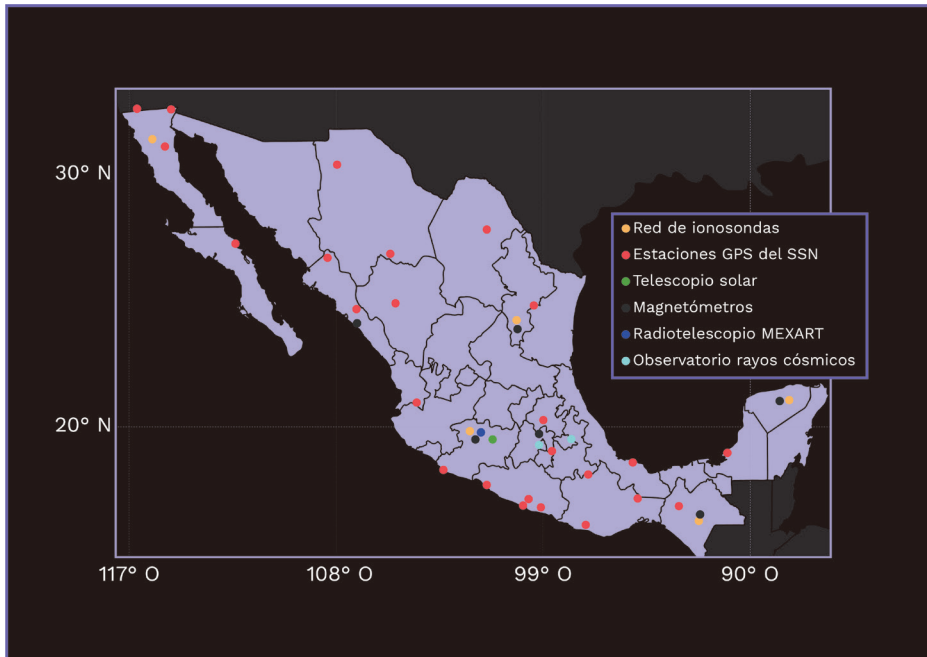 30° N
Red de ionosondas
Estaciones GPS del SSN
Telescopio solar
Magnetómetros
Radiotelescopio MEXART
Observatorio rayos cósmicos
20° N
117° O
108° O
99° O
90° O